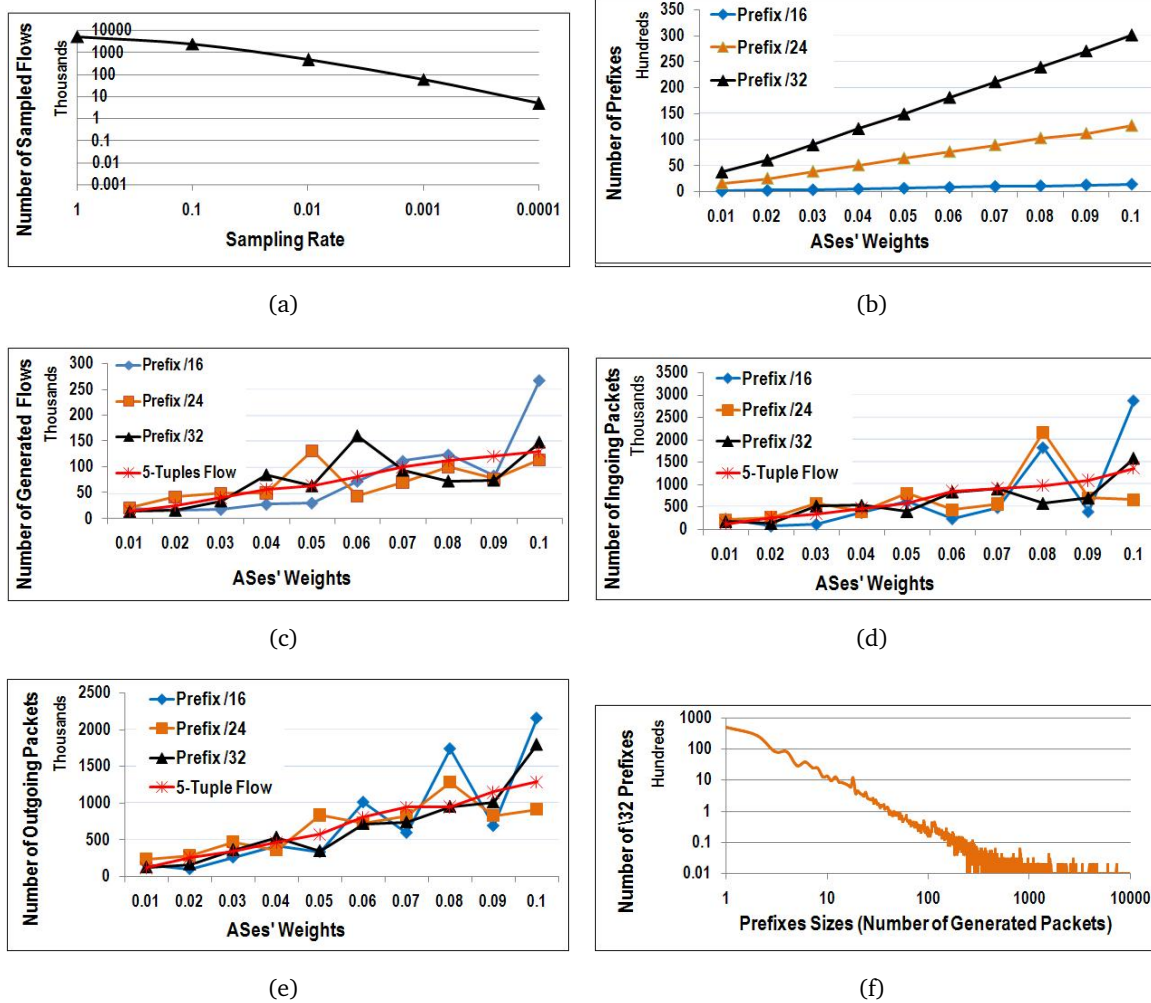 Number of Sampled Flows
Thousands
10000
1000
100
10
1
0.1
0.01
0.001
1 0.1 0.01 0.001 0.0001
Sampling Rate
(a)
Number of Prefixes
Hundreds
350
300
250
200
150
100
50
0
Prefix /16
Prefix /24
Prefix /32
0.01 0.02 0.03 0.04 0.05 0.06 0.07 0.08 0.09 0.1
ASes' Weights
(b)
Number of Generated Flows
Thousands
300
250
200
150
100
50
0
Prefix /16
Prefix /24
Prefix /32
5-Tuples Flow
0.01 0.02 0.03 0.04 0.05 0.06 0.07 0.08 0.09 0.1
ASes' Weights
(c)
Number of Ingoing Packets
Thousands
3500
3000
2500
2000
1500
1000
500
0
Prefix /16
Prefix /24
Prefix /32
5-Tuple Flow
0.01 0.02 0.03 0.04 0.05 0.06 0.07 0.08 0.09 0.1
ASes' Weights
(d)
Number of Outgoing Packets
Thousands
2500
2000
1500
1000
500
0
Prefix /16
Prefix /24
Prefix /32
5-Tuple Flow
0.01 0.02 0.03 0.04 0.05 0.06 0.07 0.08 0.09 0.1
ASes' Weights
(e)
Number of \32 Prefixes
Hundreds
1000
100
10
1
0.1
0.01
1 10 100 1000 10000
Prefixes Sizes (Number of Generated Packets)
(f)